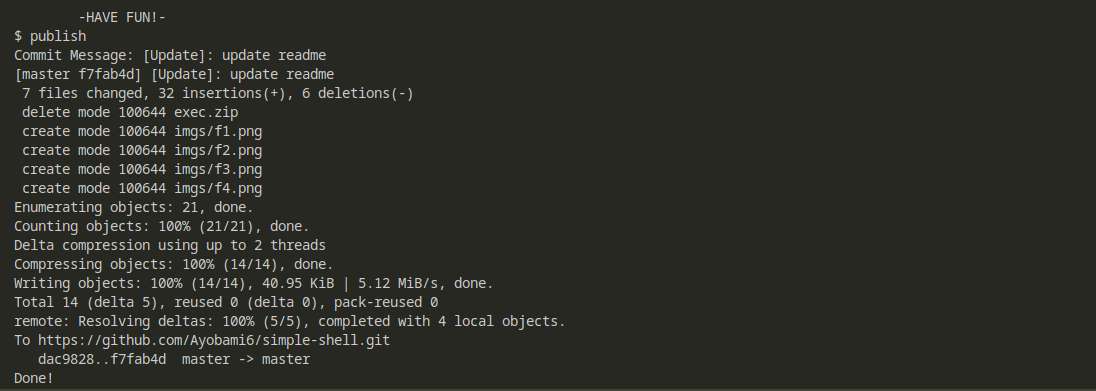 -HAVE FUN!-
$ publish
Commit Message: [Update]: update readme
[master f7fab4d] [Update]: update readme
 7 files changed, 32 insertions(+), 6 deletions(-)
 delete mode 100644 exec.zip
 create mode 100644 imgs/f1.png
 create mode 100644 imgs/f2.png
 create mode 100644 imgs/f3.png
 create mode 100644 imgs/f4.png
Enumerating objects: 21, done.
Counting objects: 100% (21/21), done.
Delta compression using up to 2 threads
Compressing objects: 100% (14/14), done.
Writing objects: 100% (14/14), 40.95 KiB | 5.12 MiB/s, done.
Total 14 (delta 5), reused 0 (delta 0), pack-reused 0
remote: Resolving deltas: 100% (5/5), completed with 4 local objects.
To https://github.com/Ayobami6/simple-shell.git
   dac9828..f7fab4d  master -> master
Done!